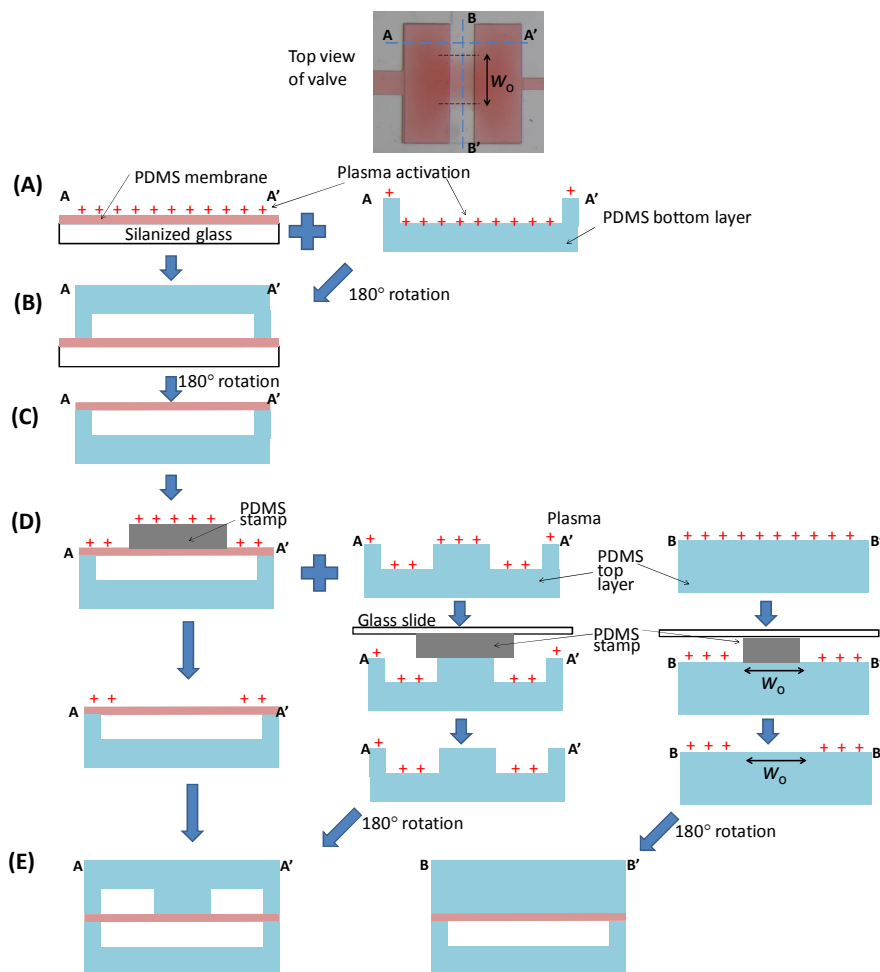 B
A
A'
Top view
of valve
Wo
B'
(A)
PDMS membrane
Plasma activation
A
+ + + + + + + + + + +
A'
Silanized glass
+
+
A
A'
+ + + + + + + + +
PDMS bottom layer
180° rotation
(B)
A
A'
180° rotation
(C)
A
A'
(D)
PDMS
stamp
+ + + + +
+ +
+ +
A
A'
Plasma
+
+ + +
+
A
A'
+ +
+ +
PDMS
top
layer
+ + + + + + + + + +
B
B'
Glass slide
PDMS
stamp
+
+
A
A'
+ +
+ +
+ + +
+ + +
B
B'
Wo
+ +
+ +
A
A'
+
A
A'
+ +
+ +
+ + +
+ + +
B
B'
Wo
180° rotation
180° rotation
(E)
A
A'
B
B'